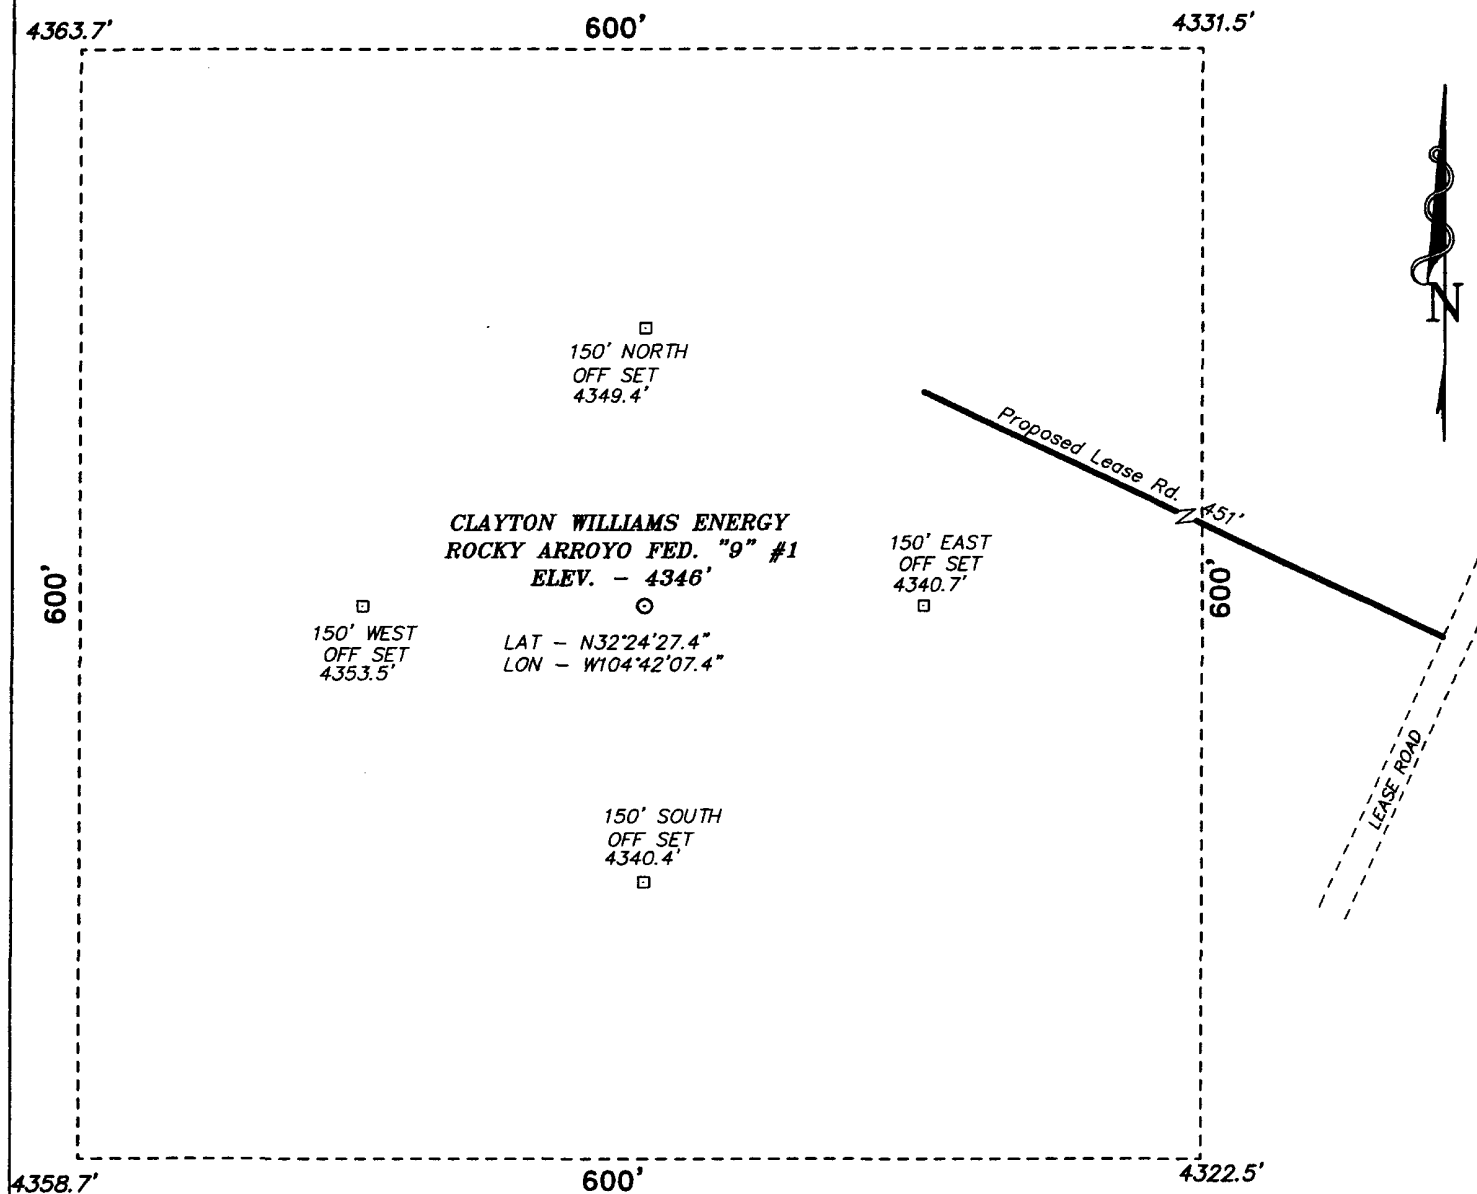 4363.7'
600'
4331.5'
N
150' NORTH
OFF SET
4349.4'
Proposed Lease Rd. 451'
CLAYTON WILLIAMS ENERGY
ROCKY ARROYO FED. "9" #1
ELEV. - 4346'
150' EAST
OFF SET
4340.7'
600'
600'
150' WEST
OFF SET
4353.5'
LAT - N32°24'27.4"
LON - W104°42'07.4"
LEASE ROAD
150' SOUTH
OFF SET
4340.4'
4358.7'
600'
4322.5'